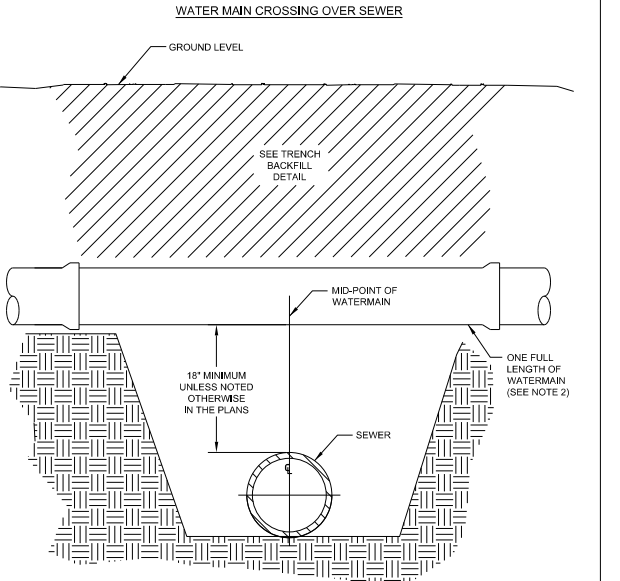 WATER MAIN CROSSING OVER SEWER
GROUND LEVEL
SEE TRENCH
BACKFILL
DETAIL
MID-POINT OF
WATERMAIN
18" MINIMUM
UNLESS NOTED
OTHERWISE
IN THE PLANS
ONE FULL
LENGTH OF
WATERMAIN
(SEE NOTE 2)
SEWER
℄